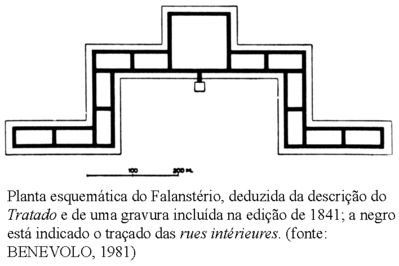 100 200 ML.
Planta esquemática do Falanstério, deduzida da descrição do
Tratado e de uma gravura incluída na edição de 1841; a negro
está indicado o traçado das rues intérieures. (fonte:
BENEVOLO, 1981)